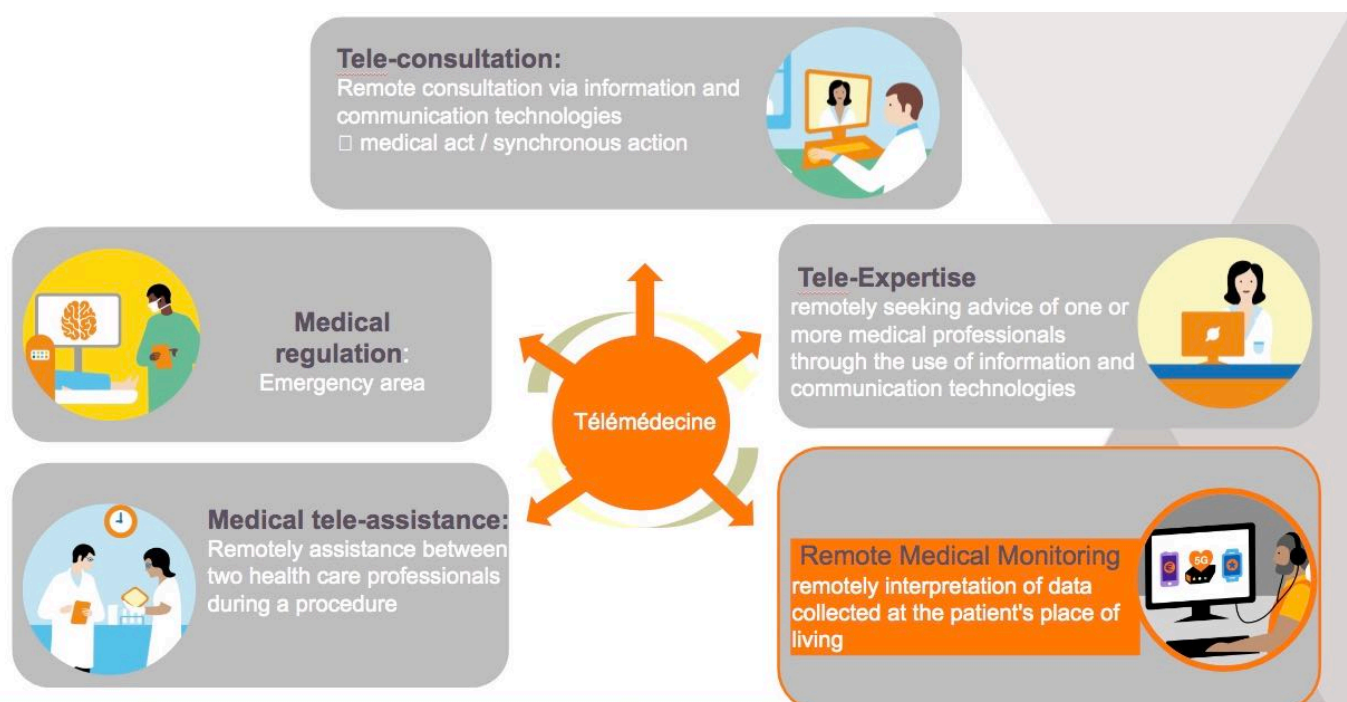 Tele-consultation:
Remote consultation via information and
communication technologies
□ medical act / synchronous action
Medical
regulation:
Emergency area
Tele-Expertise
remotely seeking advice of one or
more medical professionals
through the use of information and
communication technologies
Télémédecine
Medical tele-assistance:
Remotely assistance between
two health care professionals
during a procedure
Remote Medical Monitoring
remotely interpretation of data
collected at the patient's place of
living
5G
€